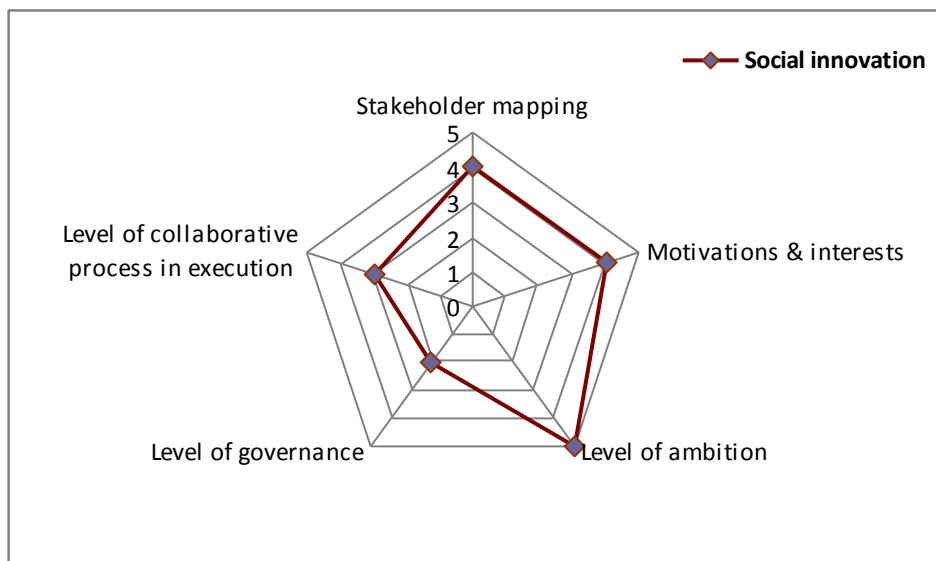 Social innovation
Stakeholder mapping
5
4
3
2
1
0
Motivations & interests
Level of ambition
Level of governance
Level of collaborative
process in execution